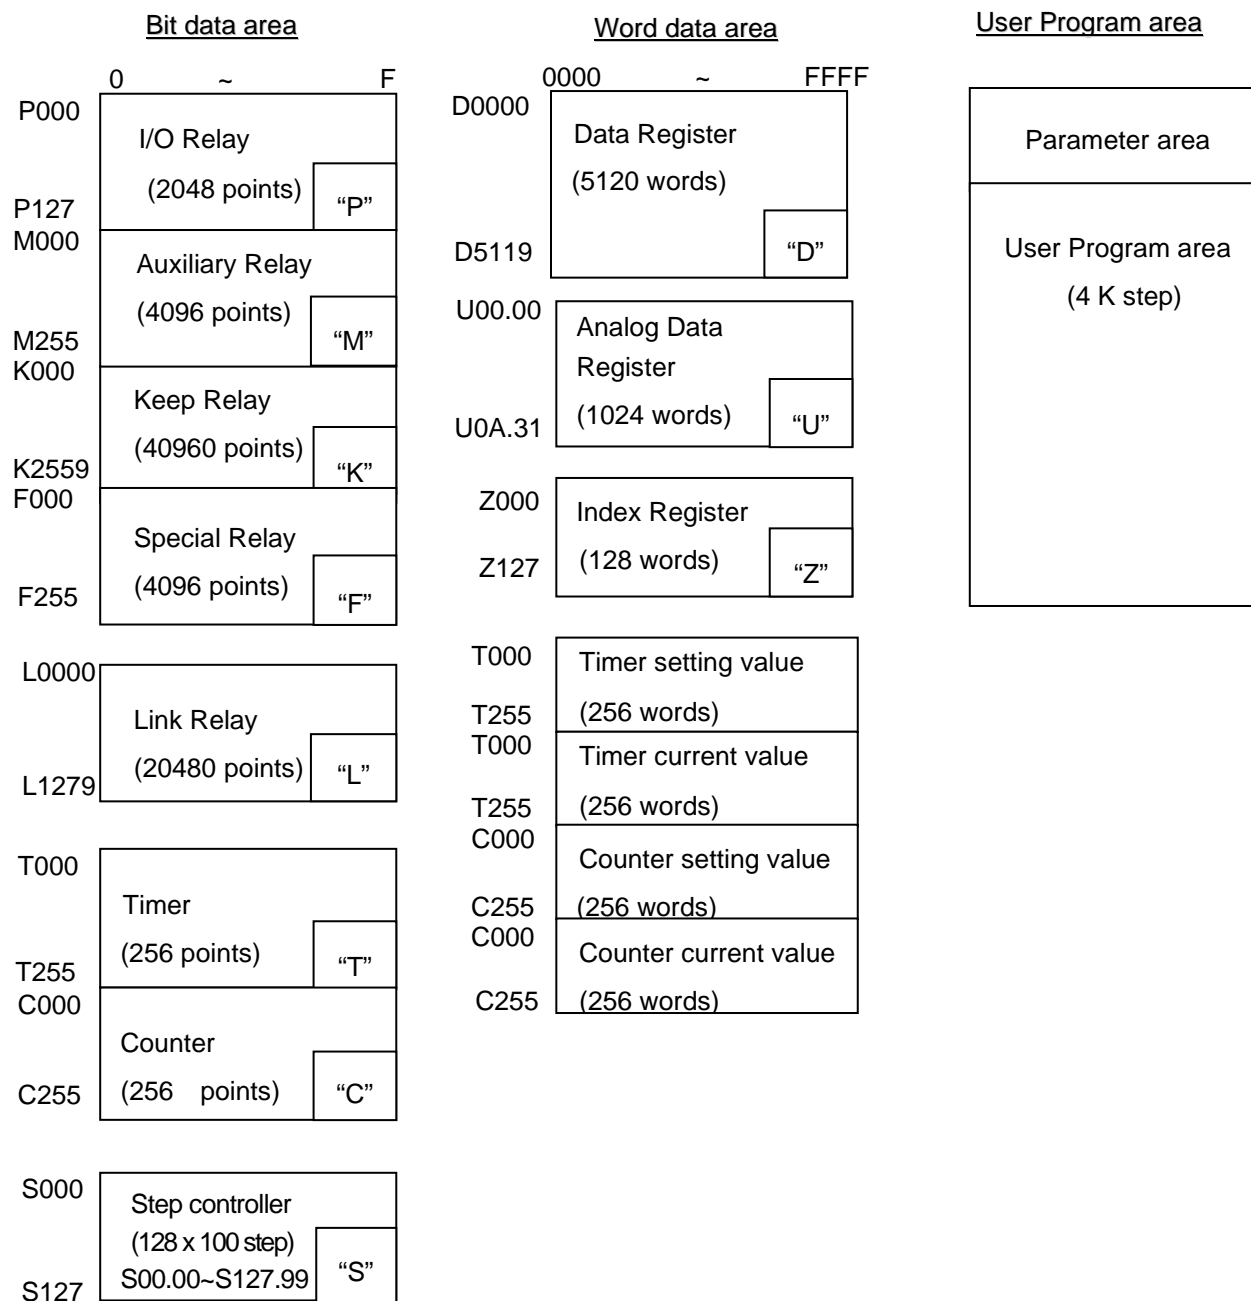 Bit data area
0 ~ F
P000
I/O Relay
(2048 points)
“P”
P127
M000
Auxiliary Relay
(4096 points)
“M”
M255
K000
Keep Relay
(40960 points)
“K”
K2559
F000
Special Relay
(4096 points)
“F”
F255
L0000
Link Relay
(20480 points)
“L”
L1279
T000
Timer
(256 points)
“T”
T255
C000
Counter
(256 points)
“C”
C255
S000
Step controller
(128 x 100 step)
S00.00~S127.99
“S”
S127
Word data area
0000 ~ FFFF
D0000
Data Register
(5120 words)
“D”
D5119
U00.00
Analog Data
Register
(1024 words)
“U”
U0A.31
Z000
Index Register
(128 words)
“Z”
Z127
T000
Timer setting value
(256 words)
T255
T000
Timer current value
(256 words)
T255
C000
Counter setting value
(256 words)
C255
C000
Counter current value
(256 words)
C255
User Program area
Parameter area
User Program area
(4 K step)